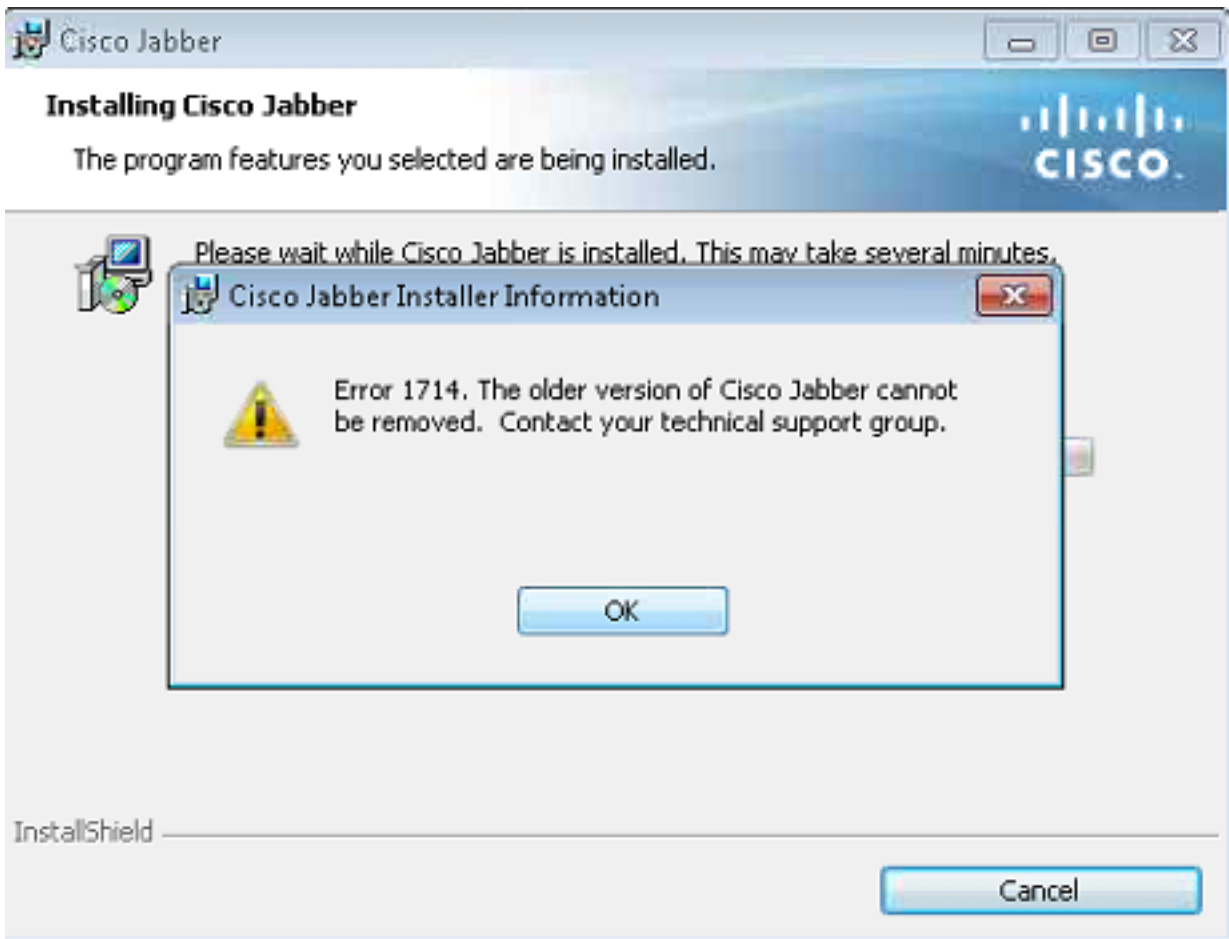 Cisco Jabber
Installing Cisco Jabber
The program features you selected are being installed.
CISCO.
Please wait while Cisco Jabber is installed. This may take several minutes.
Cisco Jabber Installer Information
Error 1714. The older version of Cisco Jabber cannot
be removed. Contact your technical support group.
OK
InstallShield
Cancel